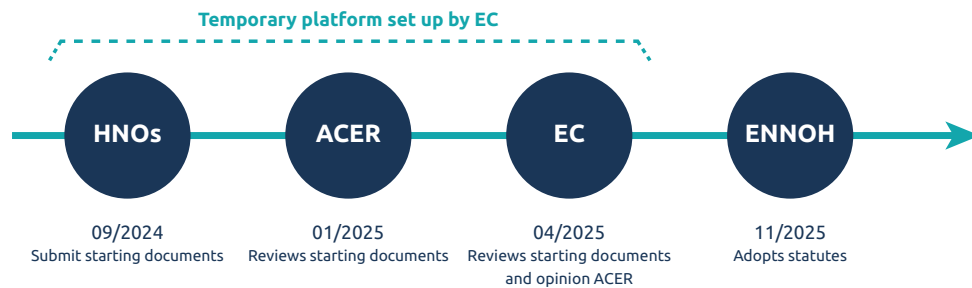 Temporary platform set up by EC
HNOs
ACER
EC
ENNOH
09/2024
Submit starting documents
01/2025
Reviews starting documents
04/2025
Reviews starting documents
and opinion ACER
11/2025
Adopts statutes